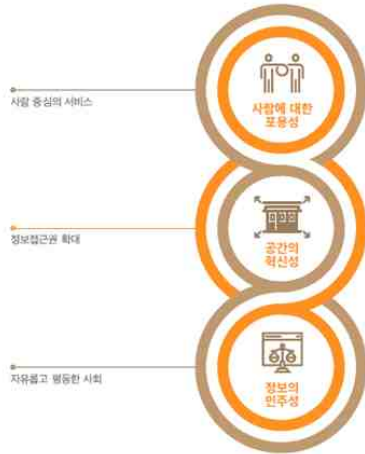 사람에 대한
포용성
사람 중심의 서비스
공간의
혁신성
정보접근권 확대
정보의
민주성
자유롭고 평등한 사회